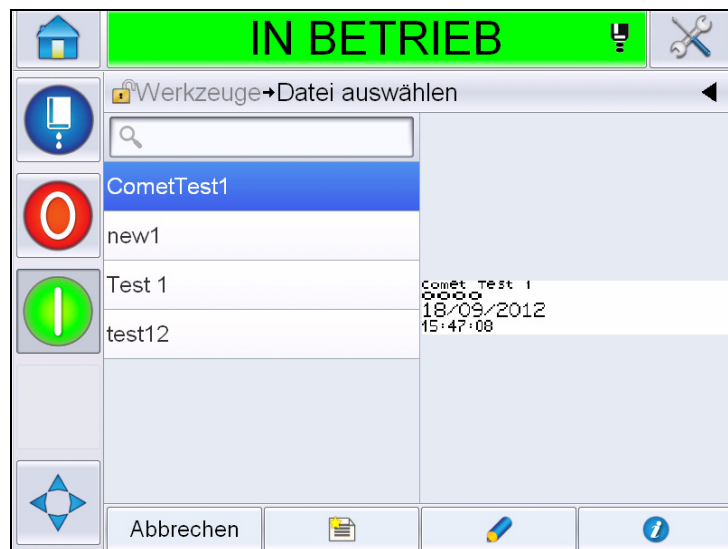 IN BETRIEB
Werkzeuge→Datei auswählen
CometTest1
new1
Test 1
test12
Comet Test 1
0000
18/09/2012
15:47:08
Abbrechen